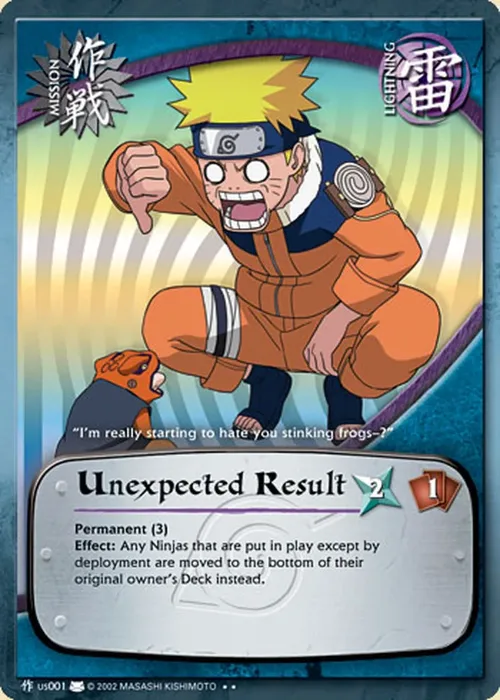 MISSION
作戦
LIGHTNING
雷
"I'm really starting to hate you stinking frogs–?"
Unexpected Result
2
1
Permanent (3)
Effect: Any Ninjas that are put in play except by
deployment are moved to the bottom of their
original owner's Deck instead.
作 US001 © 2002 MASASHI KISHIMOTO